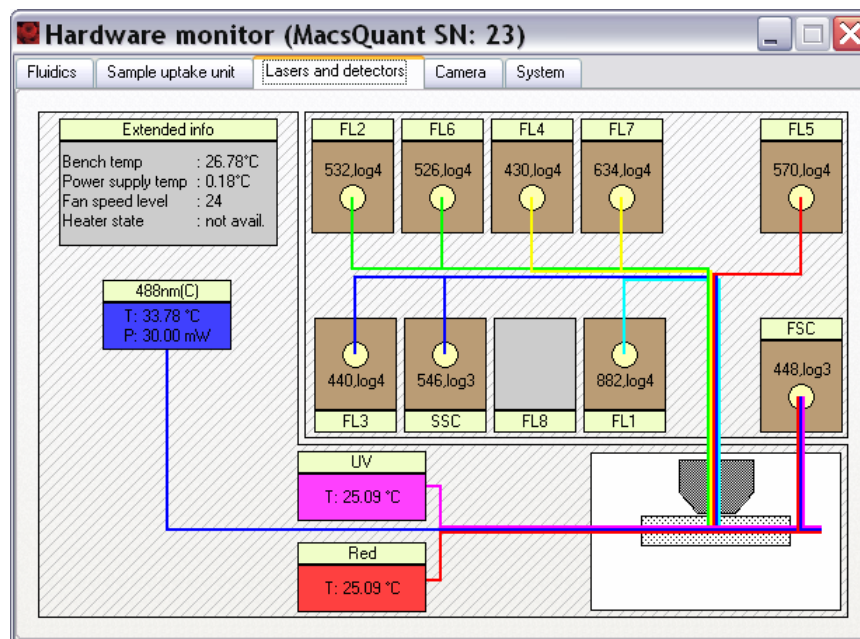 Hardware monitor (MacsQuant SN: 23)
Fluidics
Sample uptake unit
Lasers and detectors
Camera
System
Extended info
Bench temp : 26.78°C
Power supply temp : 0.18°C
Fan speed level : 24
Heater state : not avail.
FL2
532,log4
FL6
526,log4
FL4
430,log4
FL7
634,log4
FL5
570,log4
488nm(C)
T: 33.78 °C
P: 30.00 mW
440,log4
FL3
546,log3
SSC
FL8
882,log4
FL1
FSC
448,log3
UV
T: 25.09 °C
Red
T: 25.09 °C